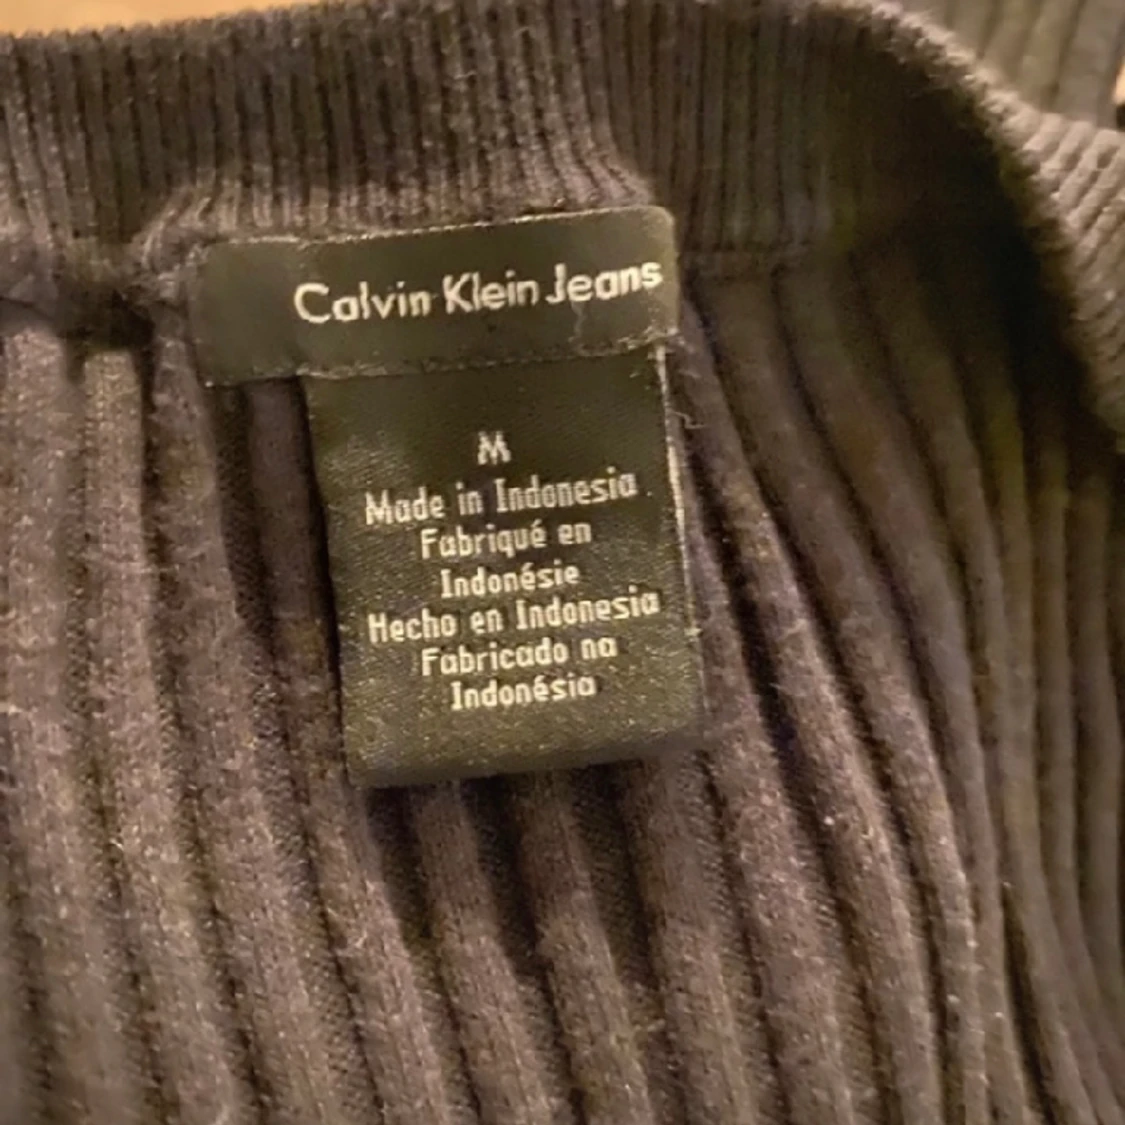 Calvin Klein Jeans
M
Made in Indonesia
Fabriqué en
Indonésie
Hecho en Indonesia
Fabricado na
Indonésia